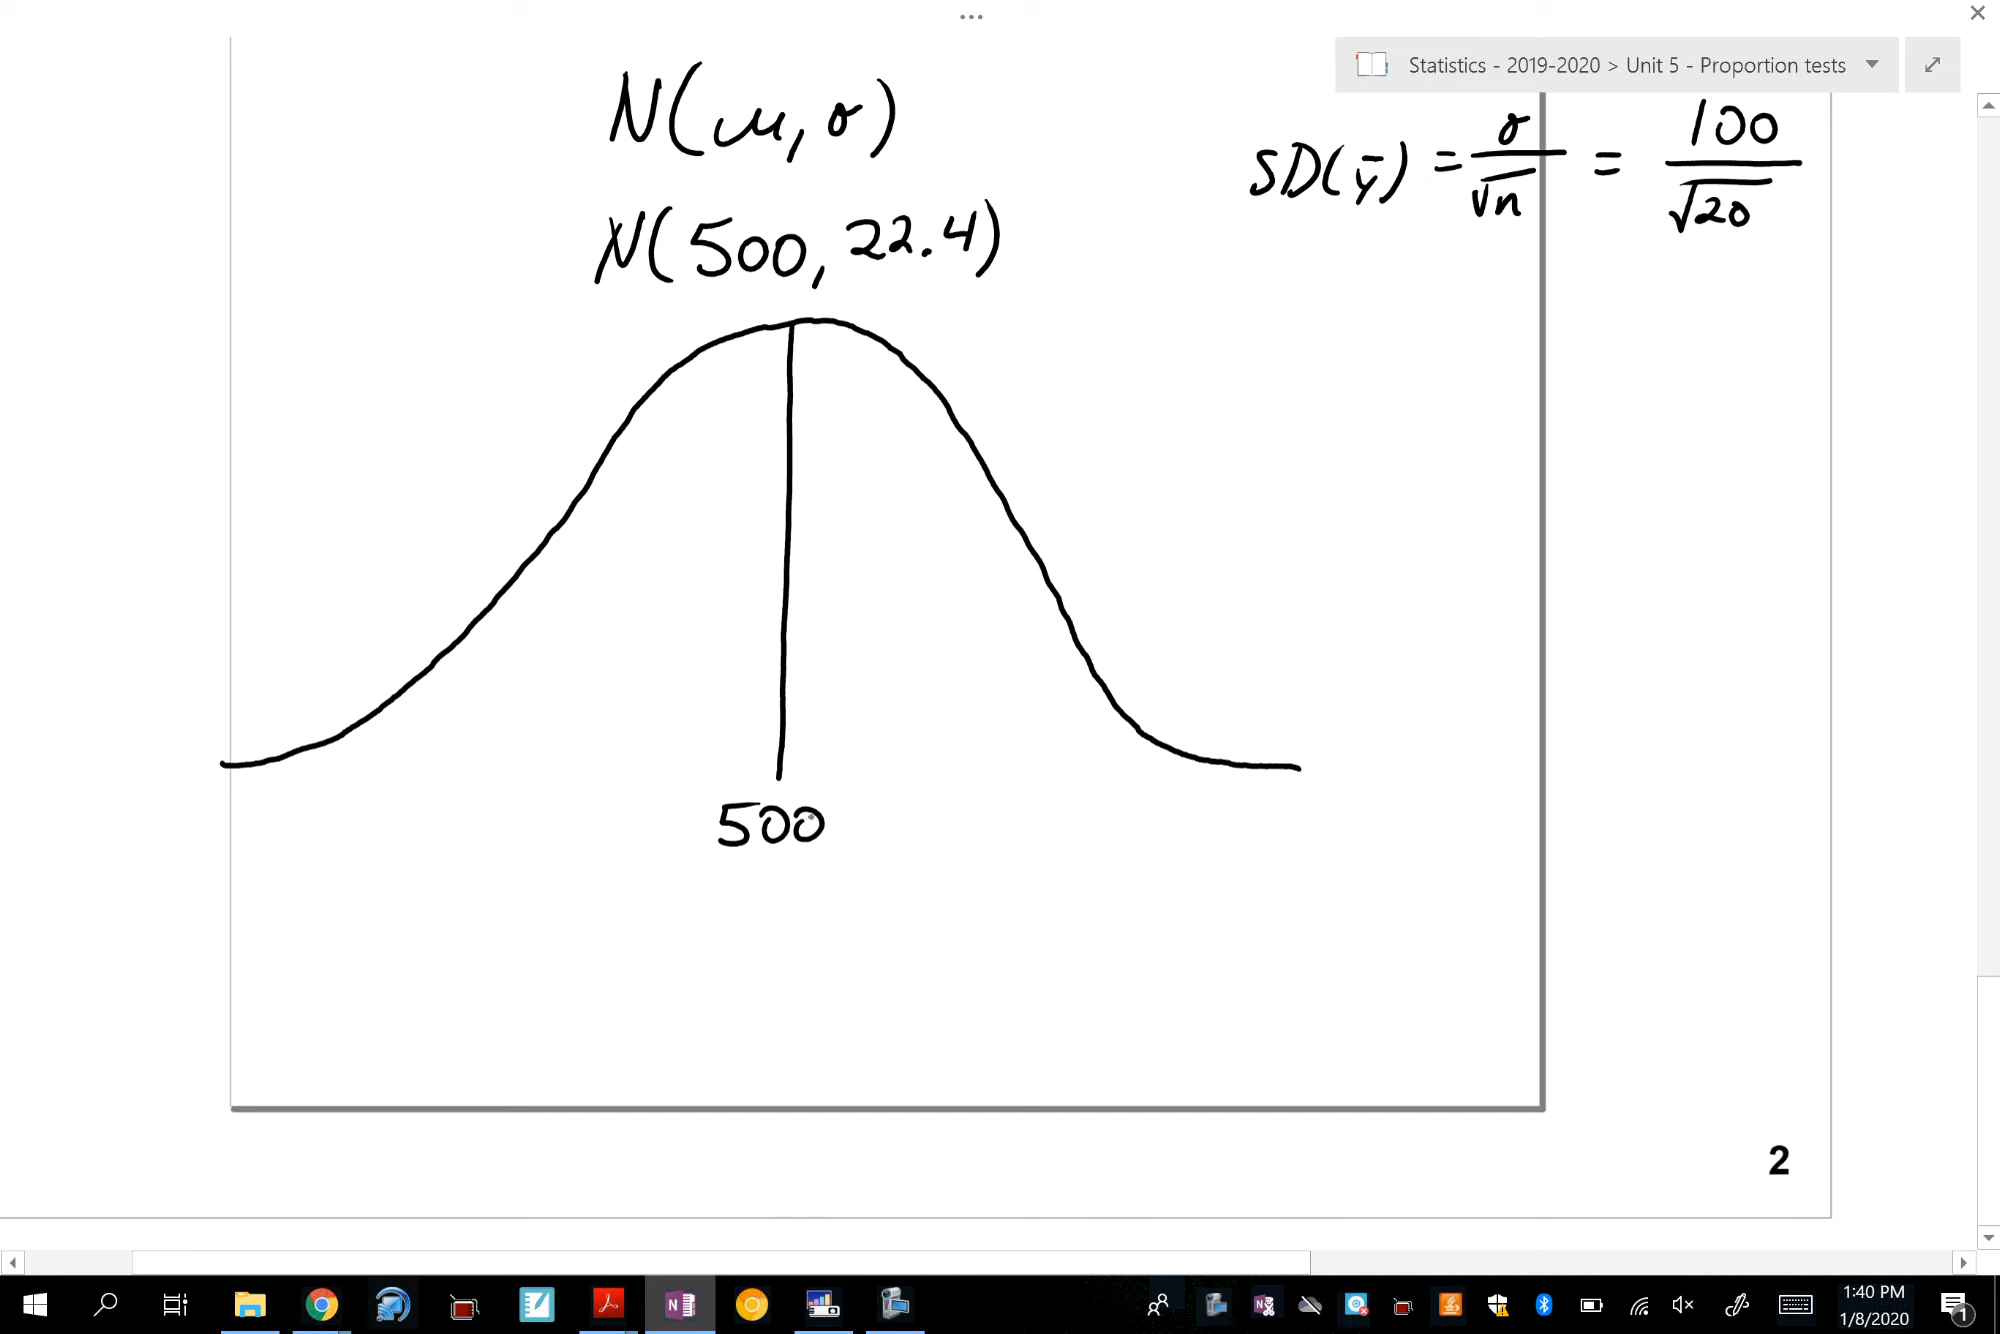 Statistics - 2019-2020 > Unit 5 - Proportion tests
N(μ, σ)
SD(ȳ) = σ/√n = 100/√20
N(500, 22.4)
500
2
1:40 PM
1/8/2020
1